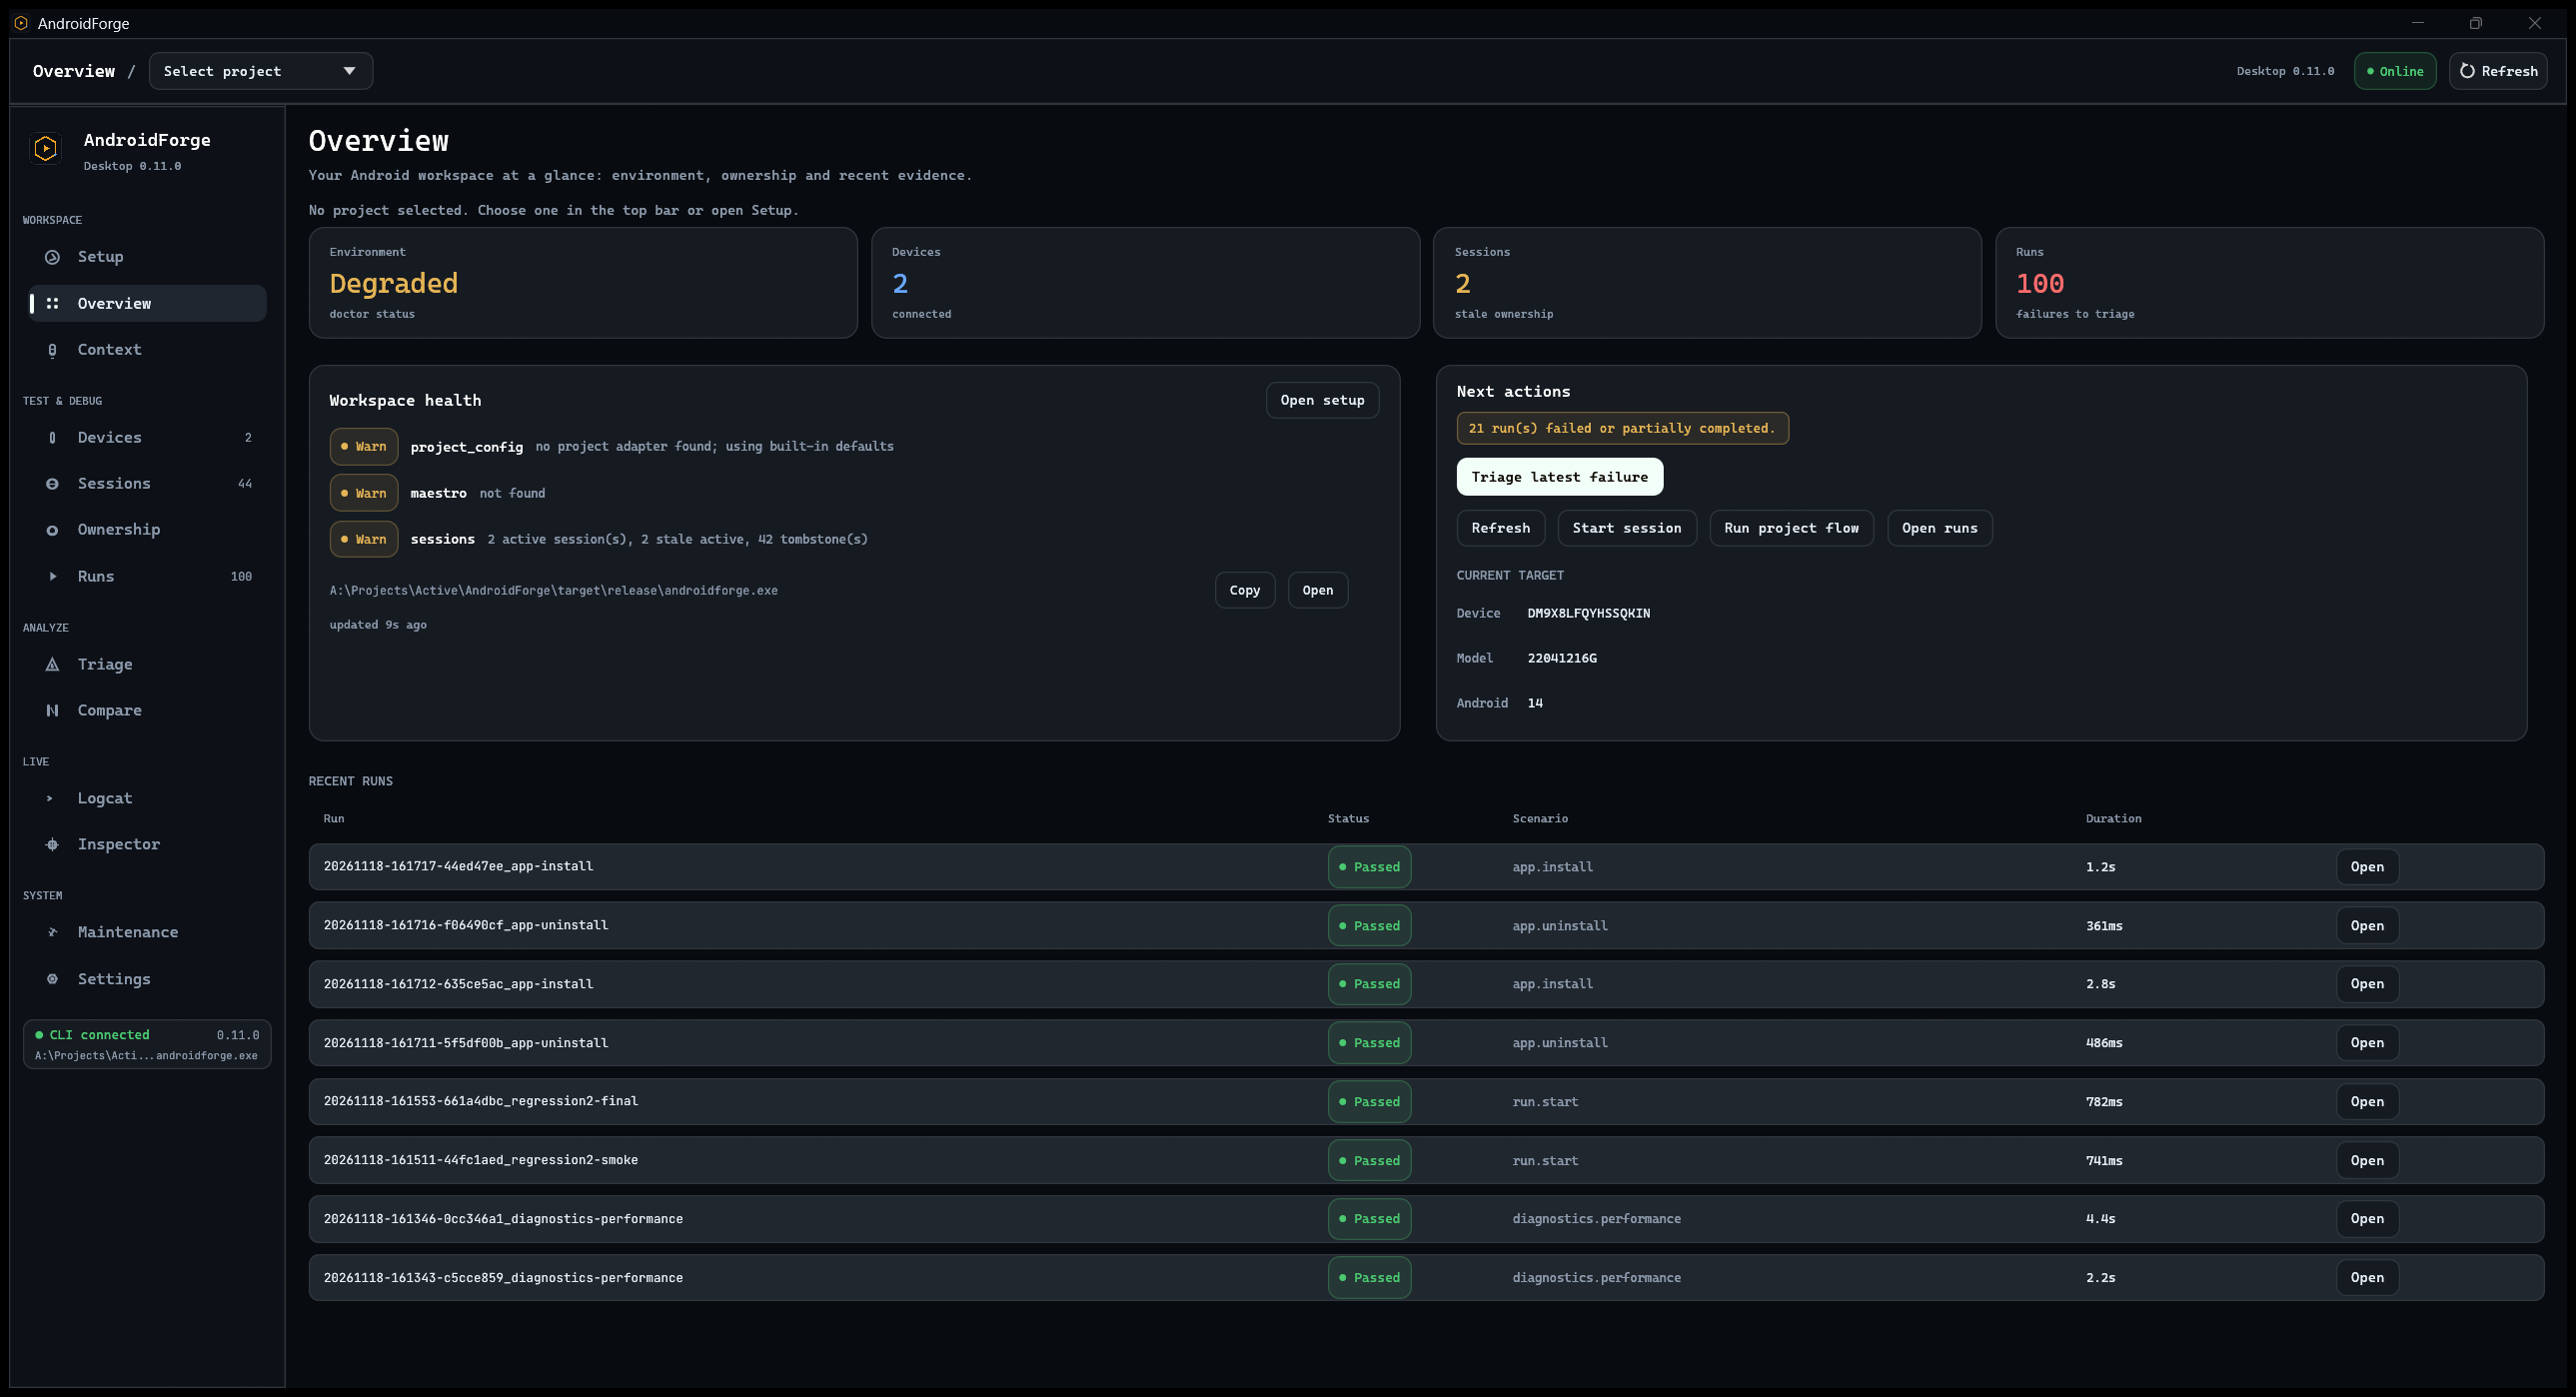 AndroidForge
Overview / Select project
Desktop 0.11.0 Online Refresh
AndroidForge
Desktop 0.11.0
WORKSPACE
Setup
Overview
Context
TEST & DEBUG
Devices 2
Sessions 44
Ownership
Runs 100
ANALYZE
Triage
Compare
LIVE
Logcat
Inspector
SYSTEM
Maintenance
Settings
CLI connected 0.11.0
A:\Projects\Acti...androidforge.exe
Overview
Your Android workspace at a glance: environment, ownership and recent evidence.
No project selected. Choose one in the top bar or open Setup.
Environment
Degraded
doctor status
Devices
2
connected
Sessions
2
stale ownership
Runs
100
failures to triage
Workspace health
Open setup
Warn project_config no project adapter found; using built-in defaults
Warn maestro not found
Warn sessions 2 active session(s), 2 stale active, 42 tombstone(s)
A:\Projects\Active\AndroidForge\target\release\androidforge.exe Copy Open
updated 9s ago
Next actions
21 run(s) failed or partially completed.
Triage latest failure
Refresh Start session Run project flow Open runs
CURRENT TARGET
Device DM9X8LFQYHSSQKIN
Model 22041216G
Android 14
RECENT RUNS
Run Status Scenario Duration
20261118-161717-44ed47ee_app-install Passed app.install 1.2s Open
20261118-161716-f06490cf_app-uninstall Passed app.uninstall 361ms Open
20261118-161712-635ce5ac_app-install Passed app.install 2.8s Open
20261118-161711-5f5df00b_app-uninstall Passed app.uninstall 486ms Open
20261118-161553-661a4dbc_regression2-final Passed run.start 782ms Open
20261118-161511-44fc1aed_regression2-smoke Passed run.start 741ms Open
20261118-161346-0cc346a1_diagnostics-performance Passed diagnostics.performance 4.4s Open
20261118-161343-c5cce859_diagnostics-performance Passed diagnostics.performance 2.2s Open